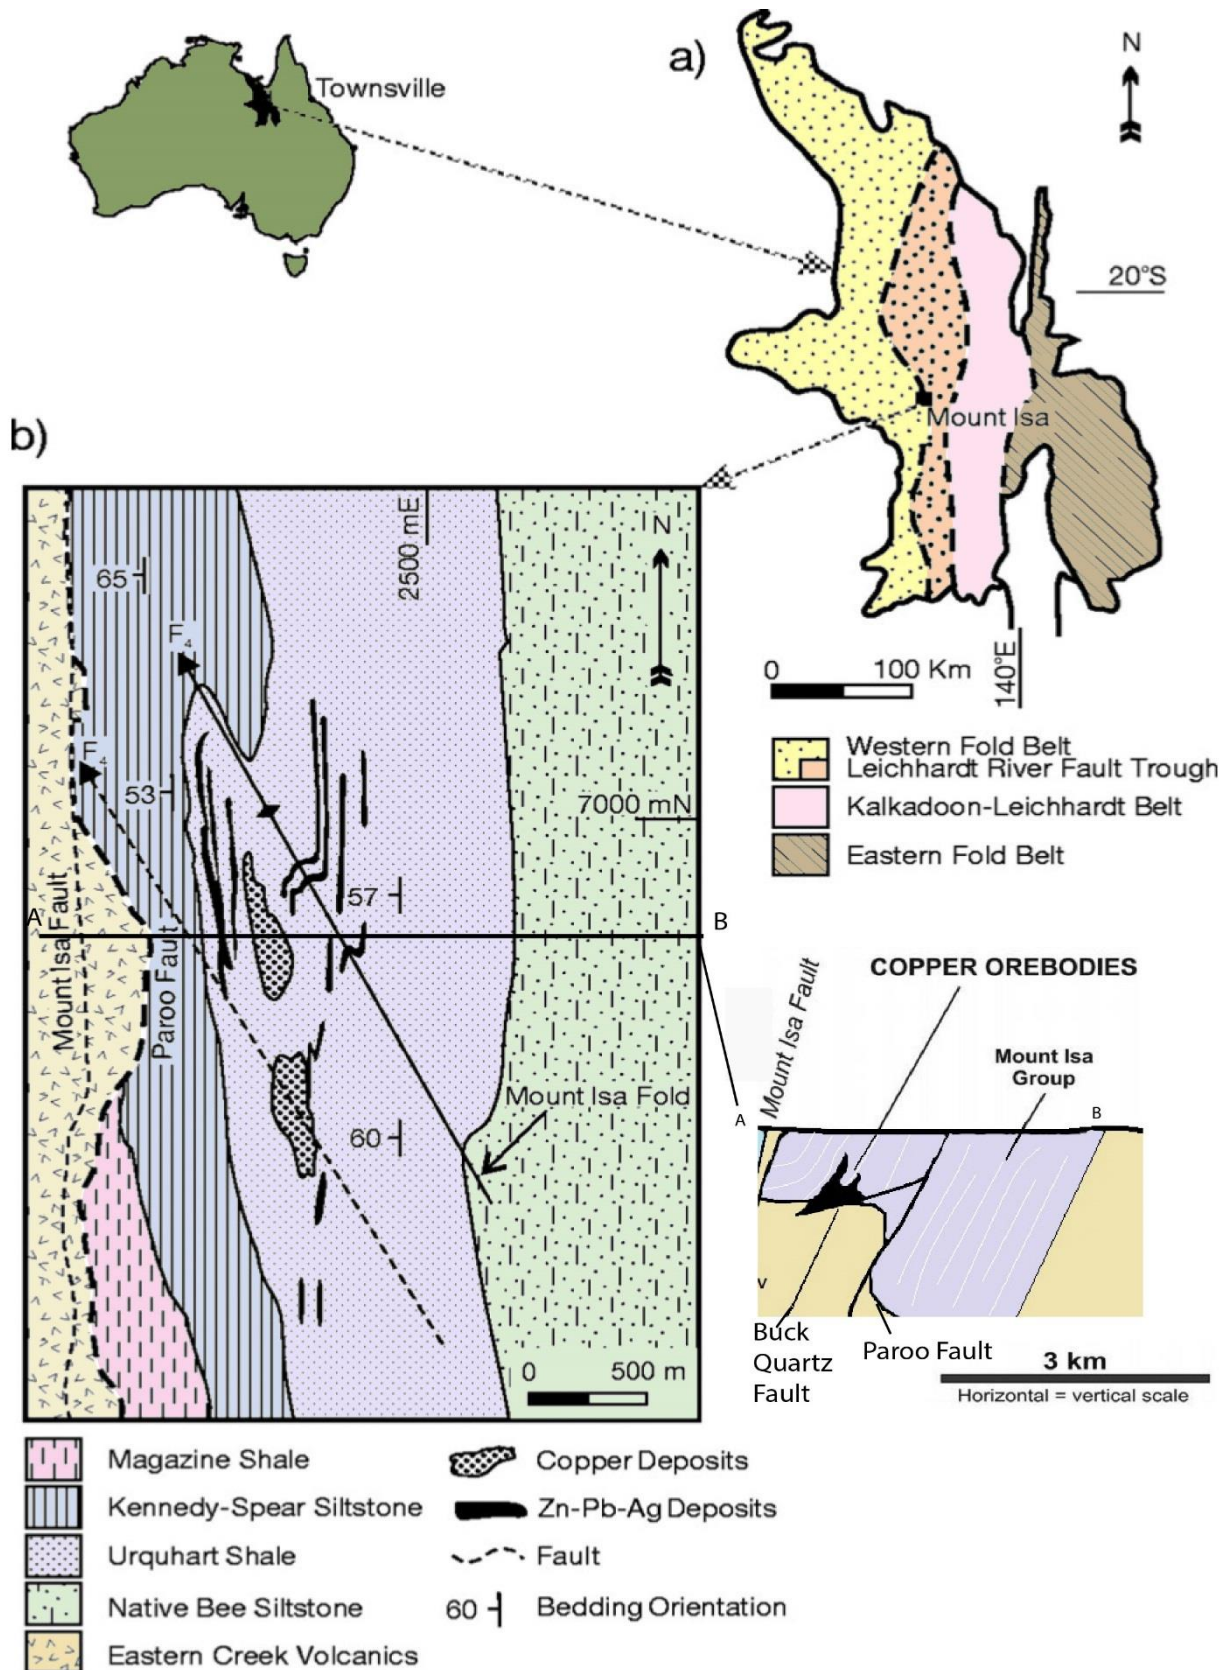 Townsville
a)
N
20°S
Mount Isa
140°E
0 100 Km
Western Fold Belt
Leichhardt River Fault Trough
Kalkadoon-Leichhardt Belt
Eastern Fold Belt
b)
2500 mE
N
65
F4
F4
53
7000 mN
57
A
B
Mount Isa Fault
Paroo Fault
Mount Isa Fold
60
0 500 m
Magazine Shale
Kennedy-Spear Siltstone
Urquhart Shale
Native Bee Siltstone
Eastern Creek Volcanics
Copper Deposits
Zn-Pb-Ag Deposits
Fault
60
Bedding Orientation
Mount Isa Fault
COPPER OREBODIES
Mount Isa
Group
A
B
v
Buck
Quartz
Fault
Paroo Fault
3 km
Horizontal = vertical scale